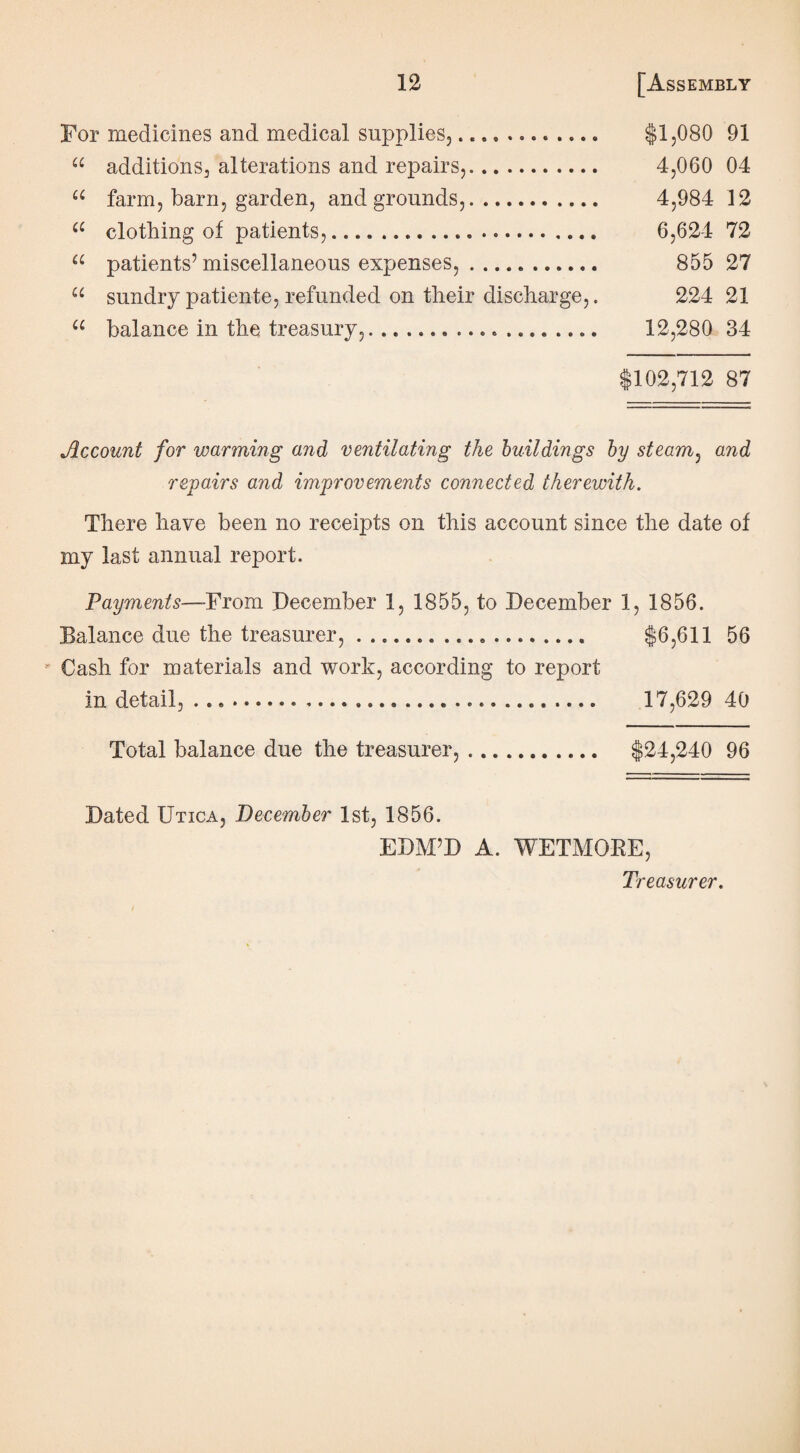 12 [Assembly
For medicines and medical supplies,............. $1,080 91
“ additions, alterations and repairs,............ 4,060 04
“ farm, barn, garden, and grounds,............ 4,984 12
“ clothing of patients,........................ 6,624 72
“ patients’ miscellaneous expenses, ............ 855 27
“ sundry patiente, refunded on their discharge,. 224 21
“ balance in the treasury,..................... 12,280 34
$102,712 87
Account for warming and ventilating the buildings by steam, and
repairs and improvements connected therewith.
There have been no receipts on this account since the date of
my last annual report.
Payments—From December 1, 1855, to December 1, 1856.
Balance due the treasurer, ...................... $6,611 56
Cash for materials and work, according to report
in detail, ..................................... 17,629 40
Total balance due the treasurer, ............ $24,240 96
Dated Utica, December 1st, 1856.
EDM’D A. WETMORE,
Treasurer.